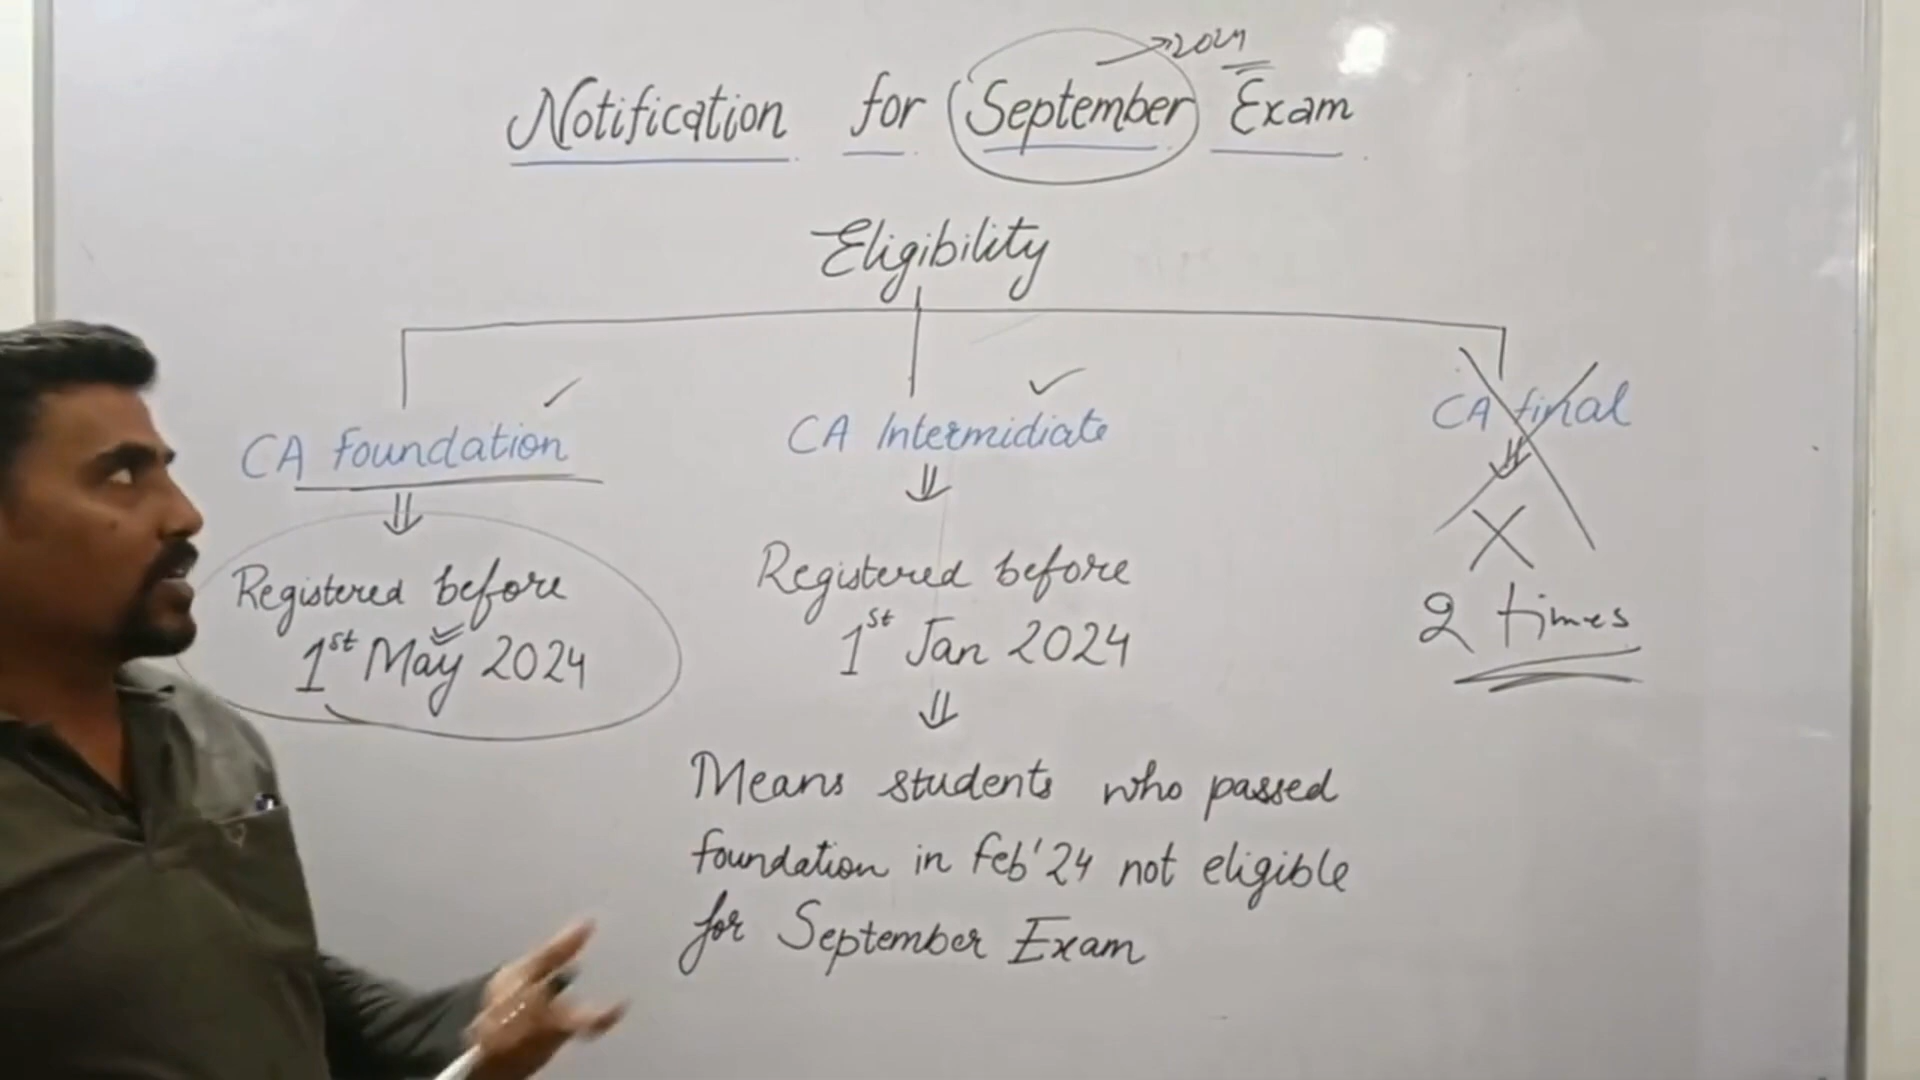 2024
Notification for September Exam
Eligibility
CA foundation
CA Intermidiate
CA final
Registered before
1st May 2024
Registered before
1st Jan 2024
2 times
Means students who passed
foundation in Feb'24 not eligible
for September Exam